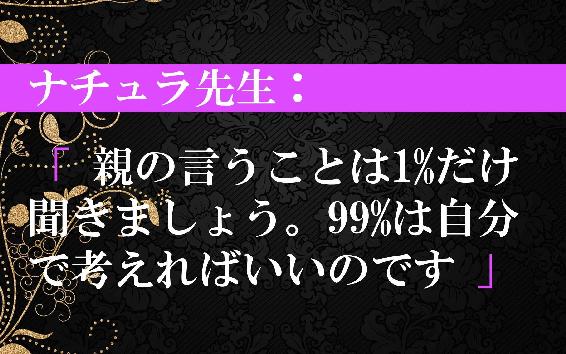 ナチュラ先生：
「 親の言うことは1%だけ
聞きましょう。99%は自分
で考えればいいのです 」